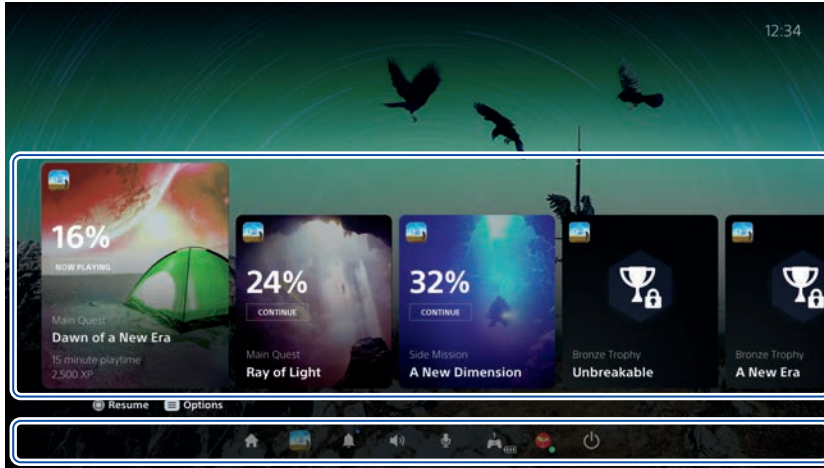 12:34
16%
NOW PLAYING
Main Quest
Dawn of a New Era
15 minute playtime
2,500 XP
24%
CONTINUE
Main Quest
Ray of Light
32%
CONTINUE
Side Mission
A New Dimension
Bronze Trophy
Unbreakable
Bronze Trophy
A New Era
Resume
Options
1